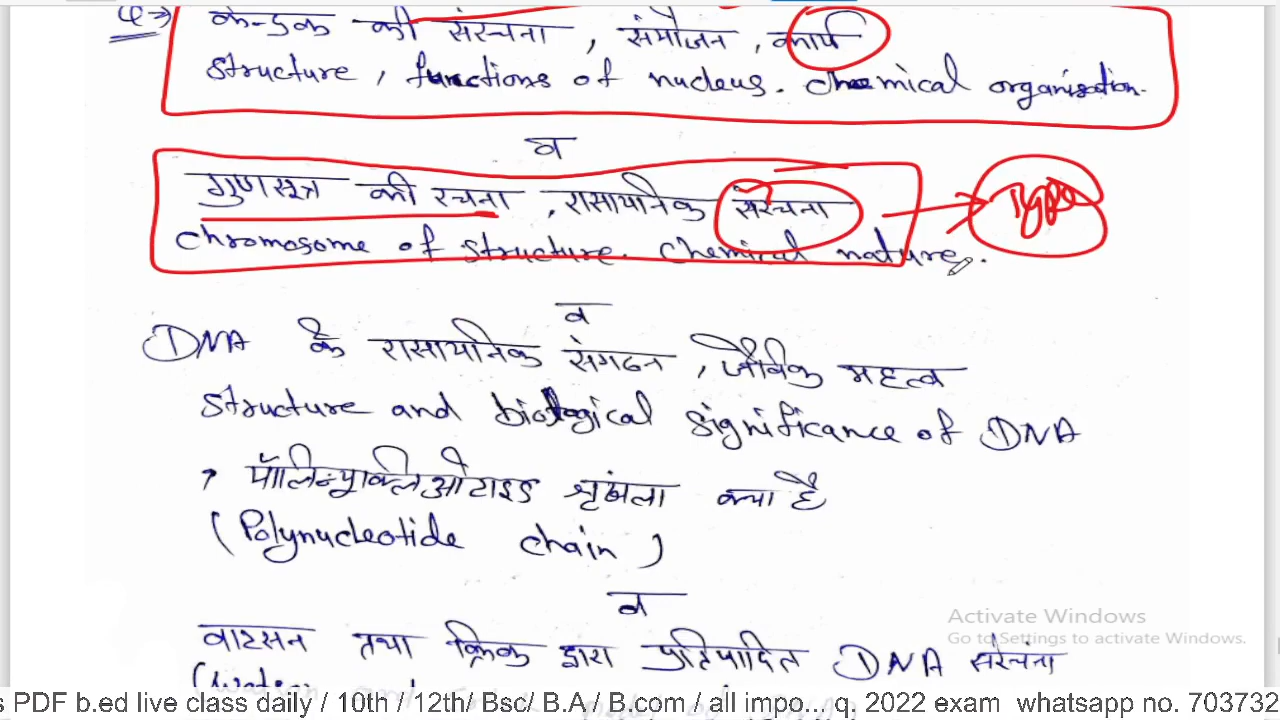 केन्द्रक की संरचना, संमोजन, कार्य
structure, functions of nucleus. chemical organisation.
व
गुणसूत्र की रचना, रासायनिक संरचना → Type
chromosome of structure. chemical nature.
व
DNA के रासायनिक संगठन, जैविक महत्व
structure and biological significance of DNA
, पॉलिन्यूक्लिओटाइड श्रृंखला क्या है
(Polynucleotide chain)
व
वाटसन तथा क्रिक द्वारा प्रतिपादित DNA संरचंना
Activate Windows
Go to Settings to activate Windows.
s PDF b.ed live class daily / 10th / 12th/ Bsc/ B.A / B.com / all impo... q. 2022 exam whatsapp no. 703732